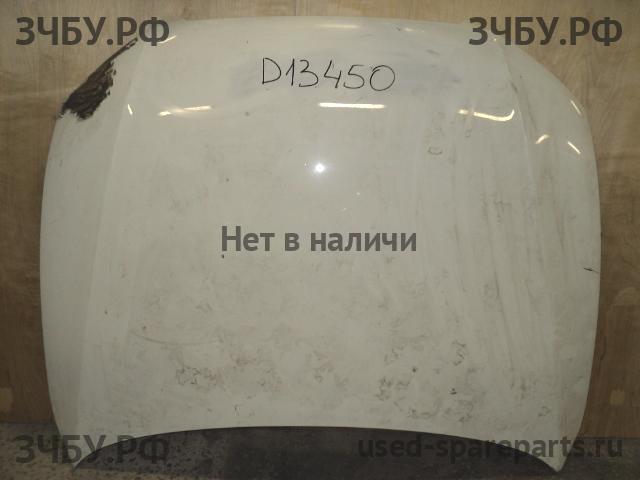 ЗЧБУ.РФ ЗЧБУ.РФ
D13450
Нет в наличи
ЗЧБУ.РФ used-spareparts.ru